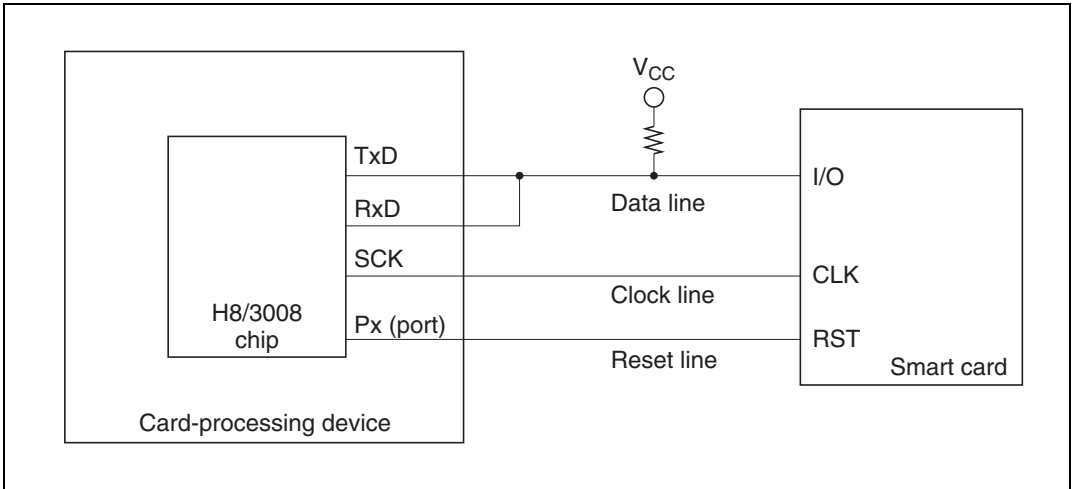 VCC
TxD
I/O
RxD
Data line
SCK
CLK
Clock line
H8/3008
chip
Px (port)
RST
Reset line
Smart card
Card-processing device